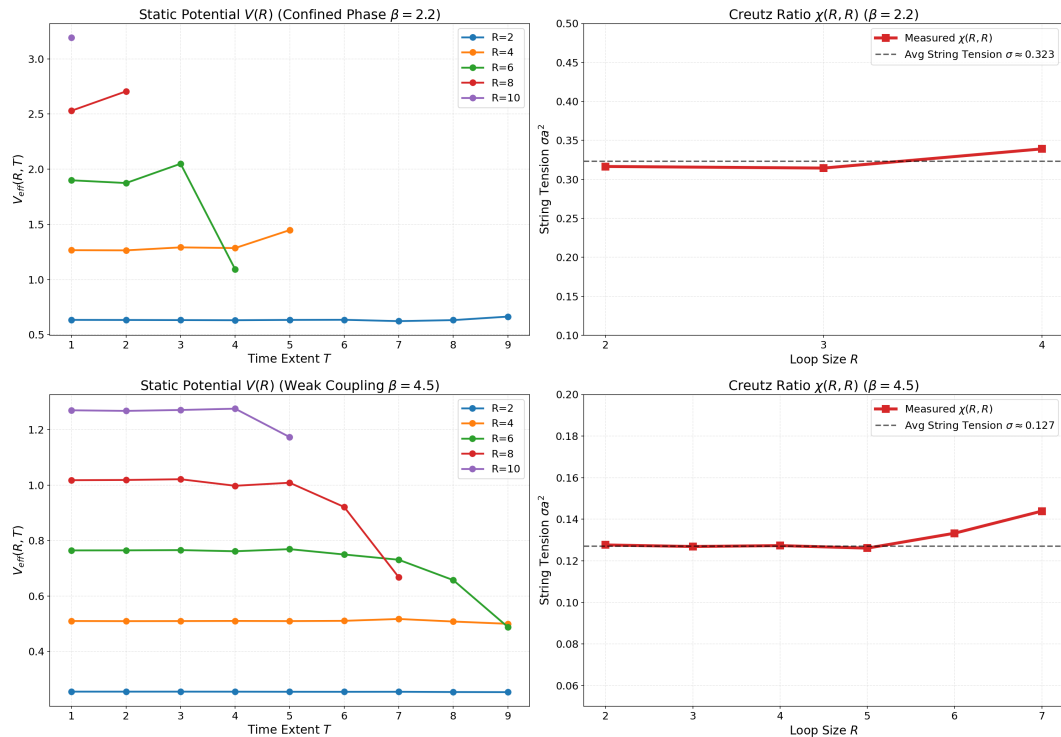 Static Potential V(R) (Confined Phase β = 2.2)
V_eff(R, T)
3.0
2.5
2.0
1.5
1.0
0.5
1 2 3 4 5 6 7 8 9
Time Extent T
R=2
R=4
R=6
R=8
R=10
Creutz Ratio χ(R, R) (β = 2.2)
String Tension σa²
0.50
0.45
0.40
0.35
0.30
0.25
0.20
0.15
0.10
2 3 4
Loop Size R
Measured χ(R, R)
Avg String Tension σ ≈ 0.323
Static Potential V(R) (Weak Coupling β = 4.5)
V_eff(R, T)
1.2
1.0
0.8
0.6
0.4
1 2 3 4 5 6 7 8 9
Time Extent T
R=2
R=4
R=6
R=8
R=10
Creutz Ratio χ(R, R) (β = 4.5)
String Tension σa²
0.20
0.18
0.16
0.14
0.12
0.10
0.08
0.06
2 3 4 5 6 7
Loop Size R
Measured χ(R, R)
Avg String Tension σ ≈ 0.127